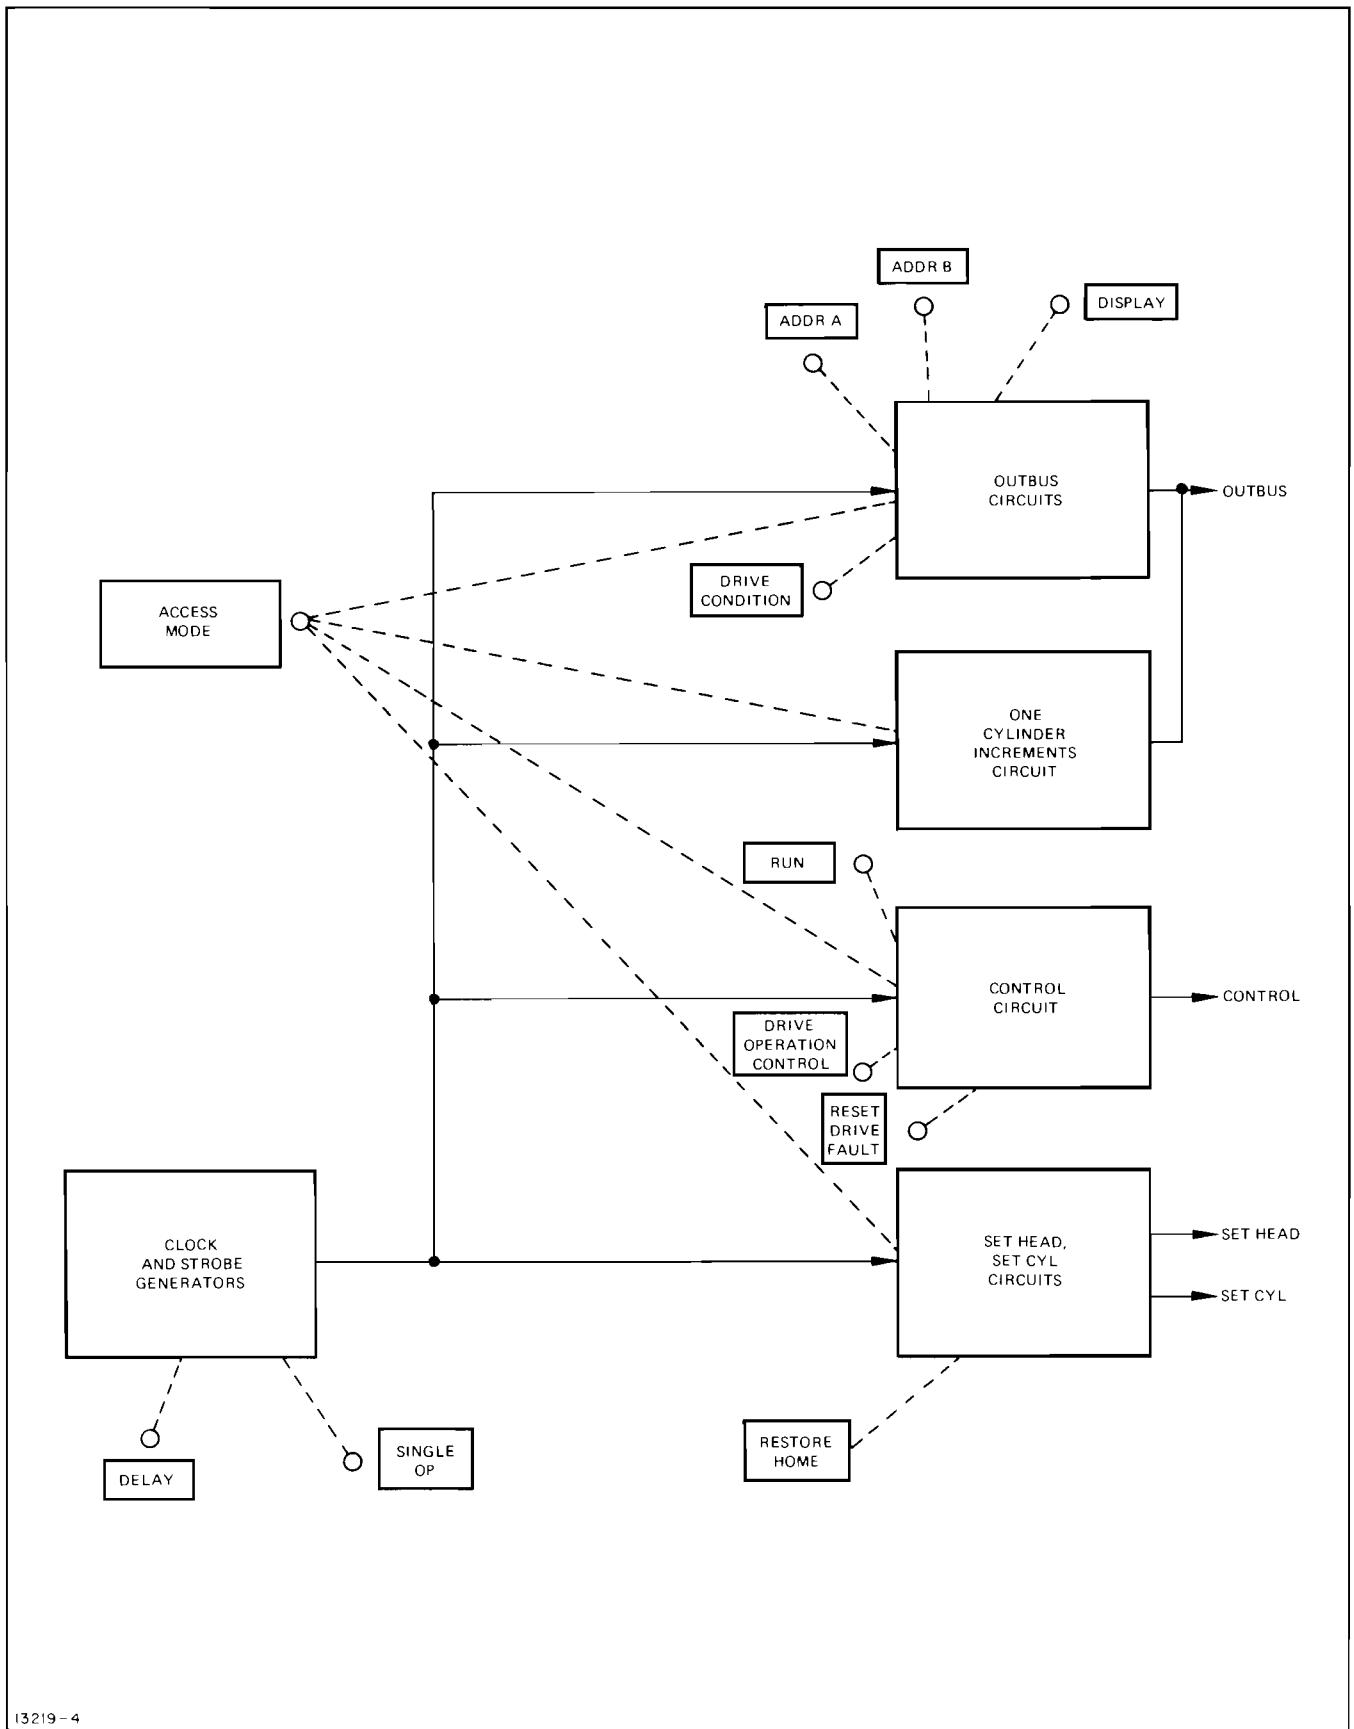 ADDR B
DISPLAY
ADDR A
OUTBUS
CIRCUITS
OUTBUS
DRIVE
CONDITION
ACCESS
MODE
ONE
CYLINDER
INCREMENTS
CIRCUIT
RUN
CONTROL
CIRCUIT
CONTROL
DRIVE
OPERATION
CONTROL
RESET
DRIVE
FAULT
CLOCK
AND STROBE
GENERATORS
SET HEAD,
SET CYL
CIRCUITS
SET HEAD
SET CYL
RESTORE
HOME
SINGLE
OP
DELAY
13219-4